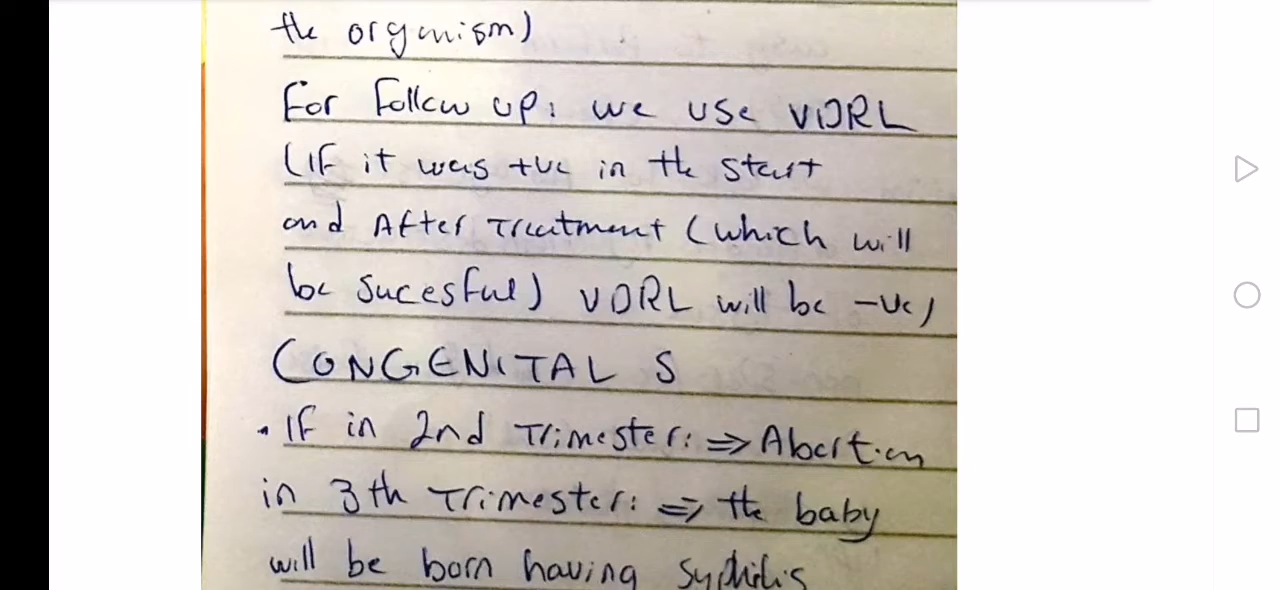 the organism)
For Follow up: we use VDRL
(IF it was +ve in the start
and After Treatment (which will
be sucesful) VDRL will be -ve)
CONGENITAL S
• IF in 2nd Trimester: => Abortion
in 3th Trimester: => the baby
will be born having syphilis